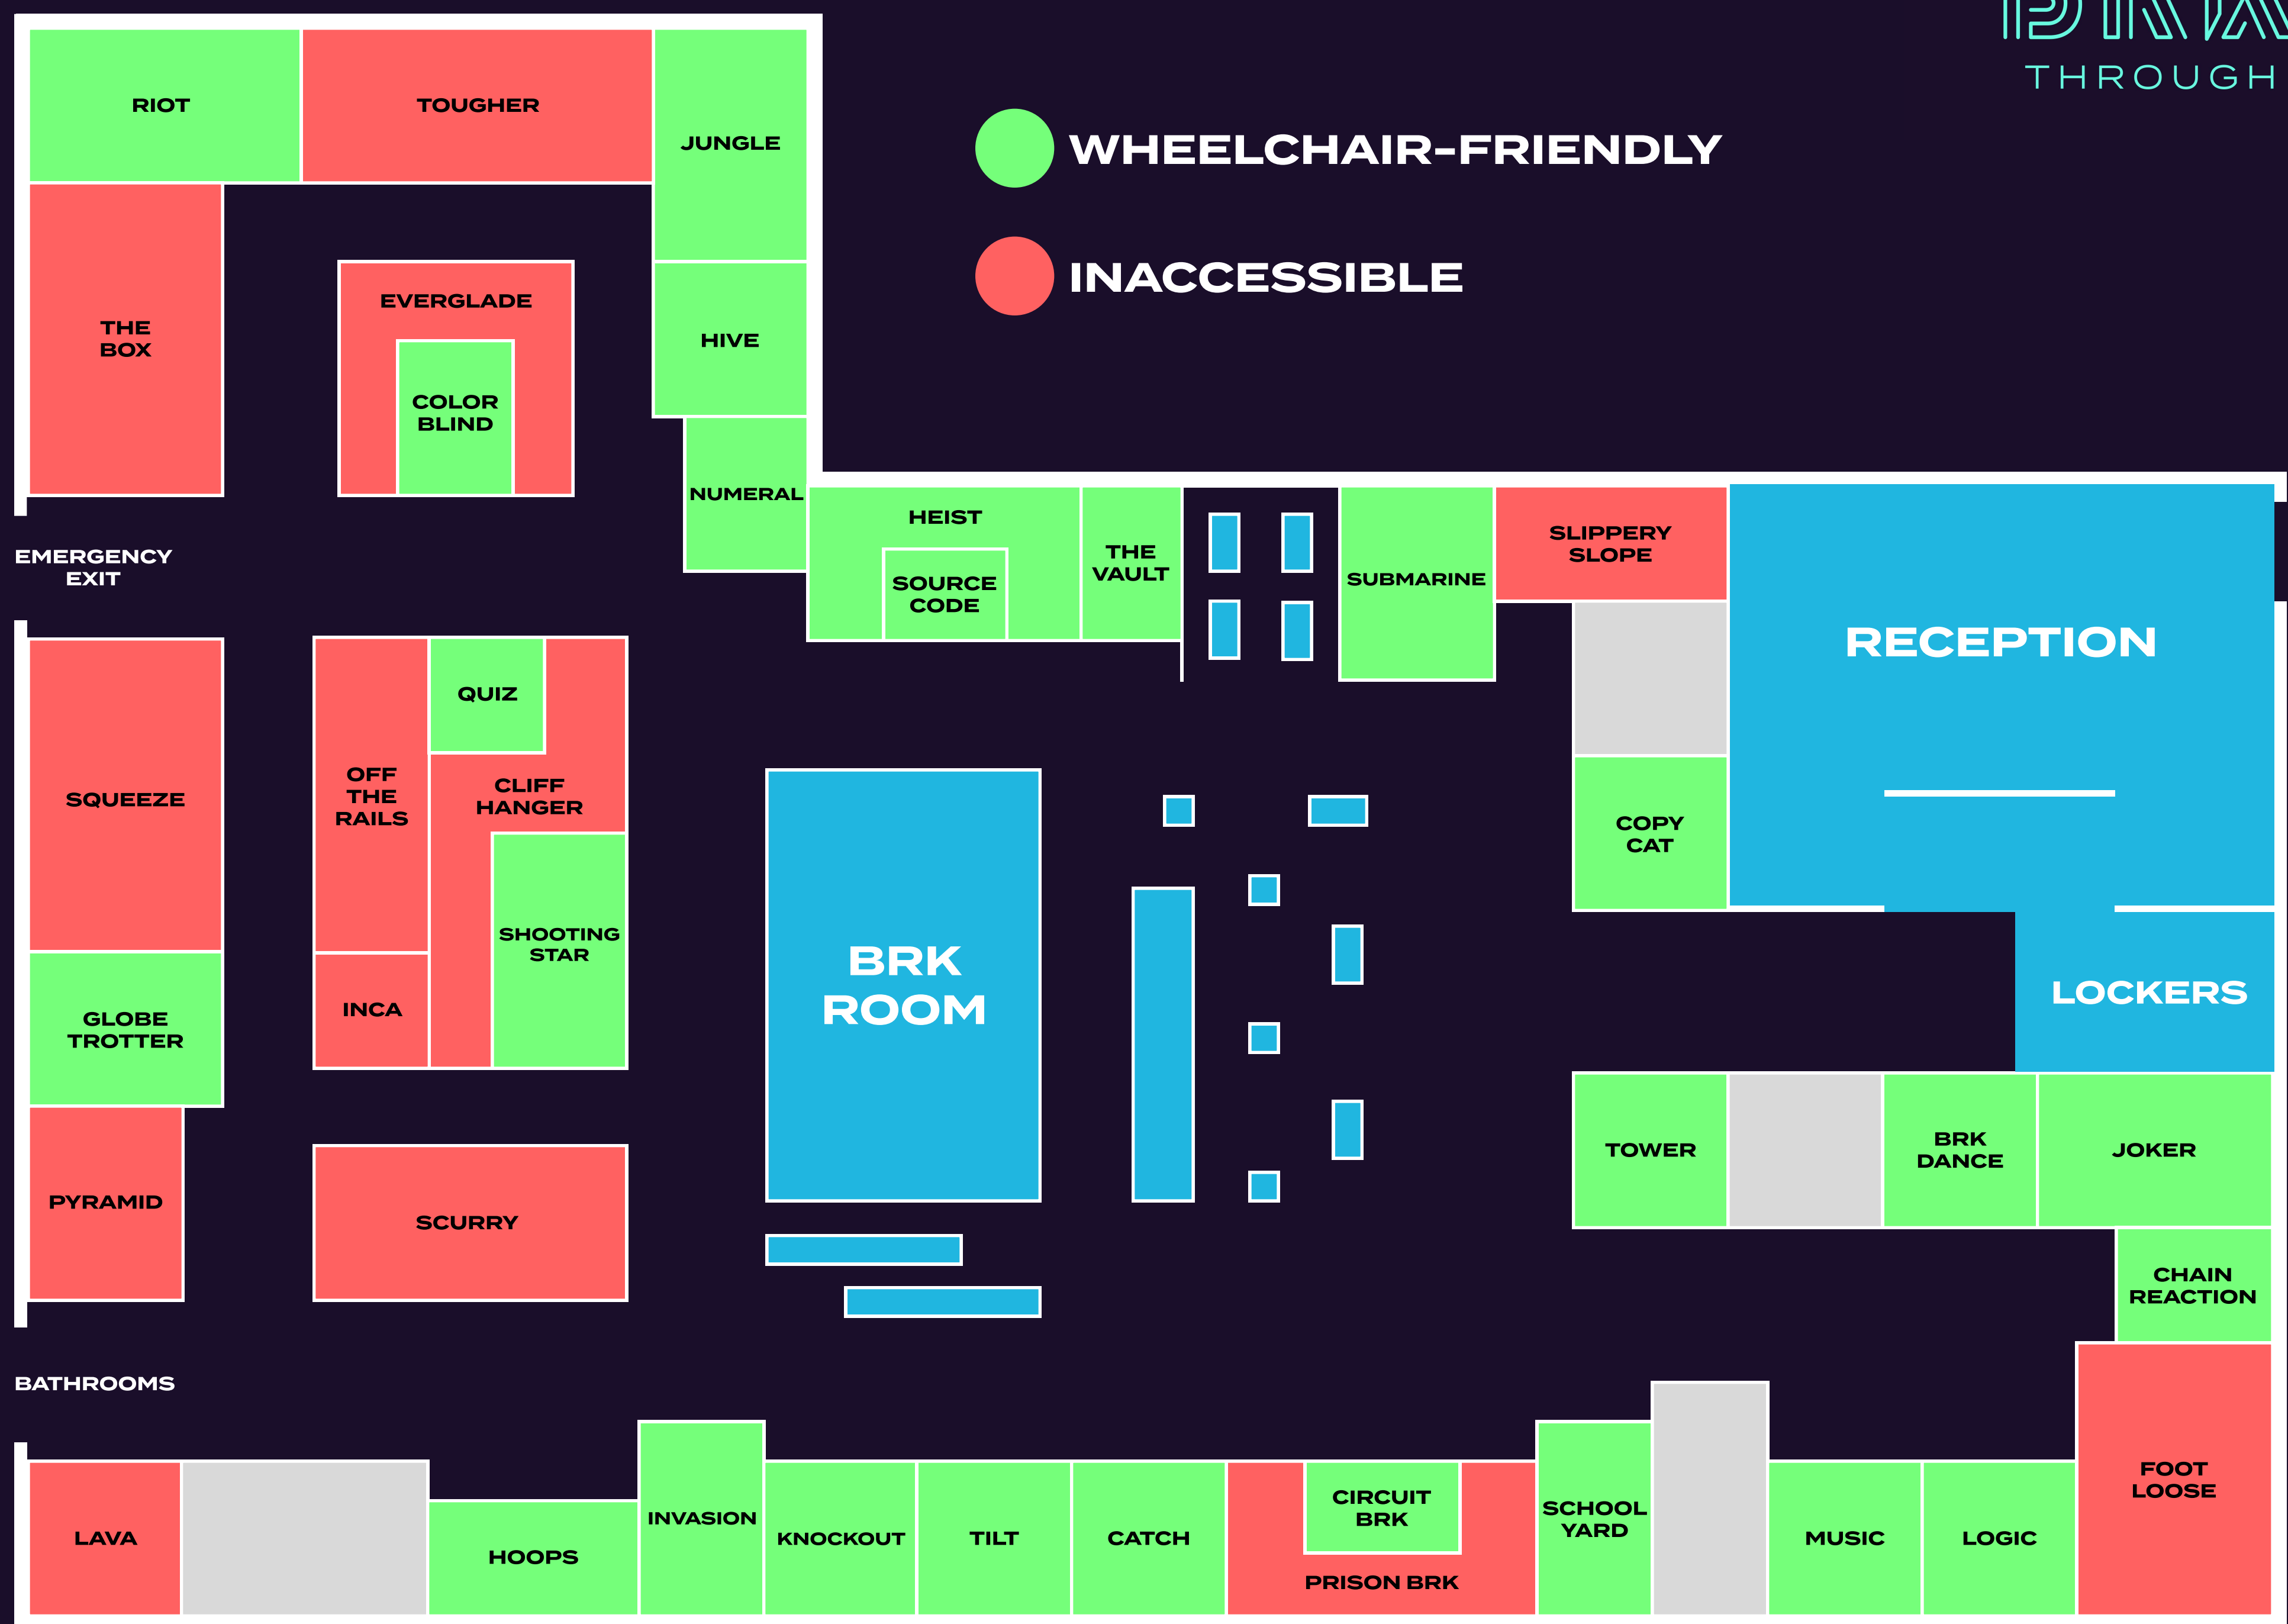 THROUGH
WHEELCHAIR-FRIENDLY
INACCESSIBLE
RIOT
TOUGHER
JUNGLE
THE
BOX
EVERGLADE
COLOR
BLIND
HIVE
NUMERAL
HEIST
SOURCE
CODE
THE
VAULT
SUBMARINE
SLIPPERY
SLOPE
RECEPTION
EMERGENCY
EXIT
SQUEEZE
OFF
THE
RAILS
QUIZ
CLIFF
HANGER
SHOOTING
STAR
INCA
GLOBE
TROTTER
PYRAMID
SCURRY
BRK
ROOM
COPY
CAT
LOCKERS
TOWER
BRK
DANCE
JOKER
CHAIN
REACTION
BATHROOMS
LAVA
HOOPS
INVASION
KNOCKOUT
TILT
CATCH
CIRCUIT
BRK
PRISON BRK
SCHOOL
YARD
MUSIC
LOGIC
FOOT
LOOSE